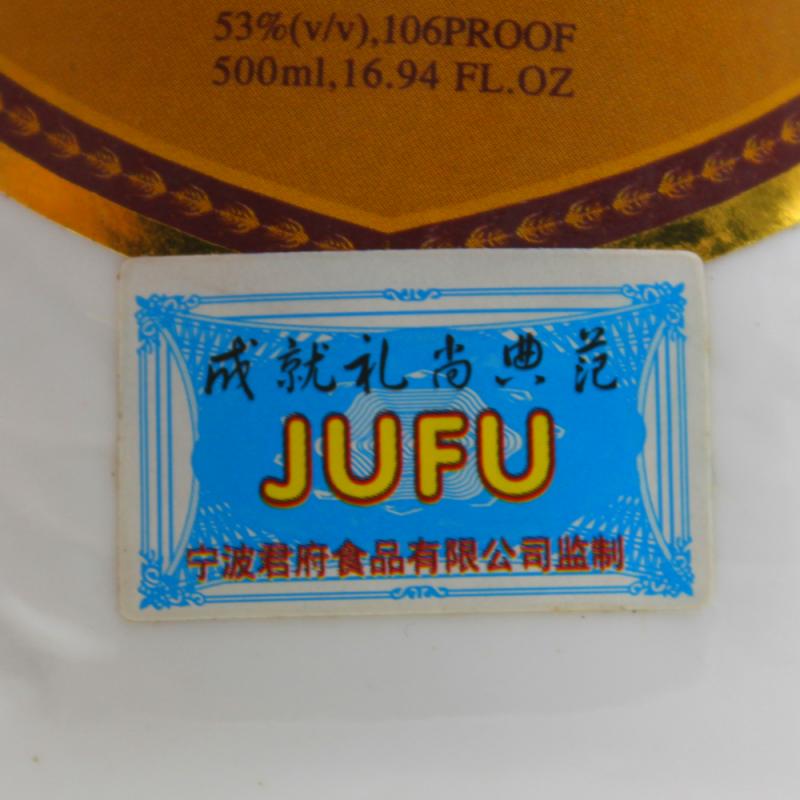 53%(v/v),106PROOF
500ml,16.94 FL.OZ
成就礼尚典范
JUFU
宁波君府食品有限公司监制